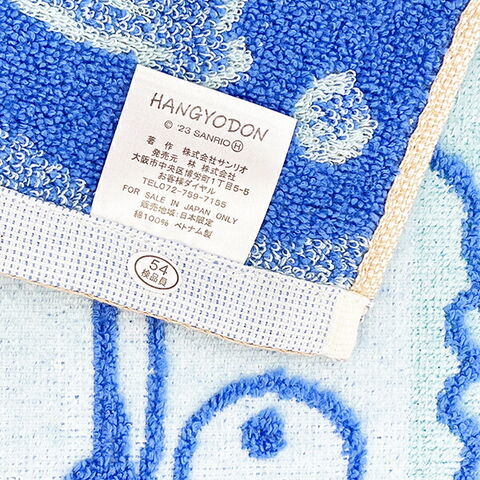 HANGYODON
© '23 SANRIO Ⓗ
著作 株式会社サンリオ
発売元 林 株式会社
大阪市中央区博労町1丁目5-5
お客様ダイヤル
TEL072-759-7155
FOR SALE IN JAPAN ONLY
販売地域:日本限定
綿100% ベトナム製
54
検品員